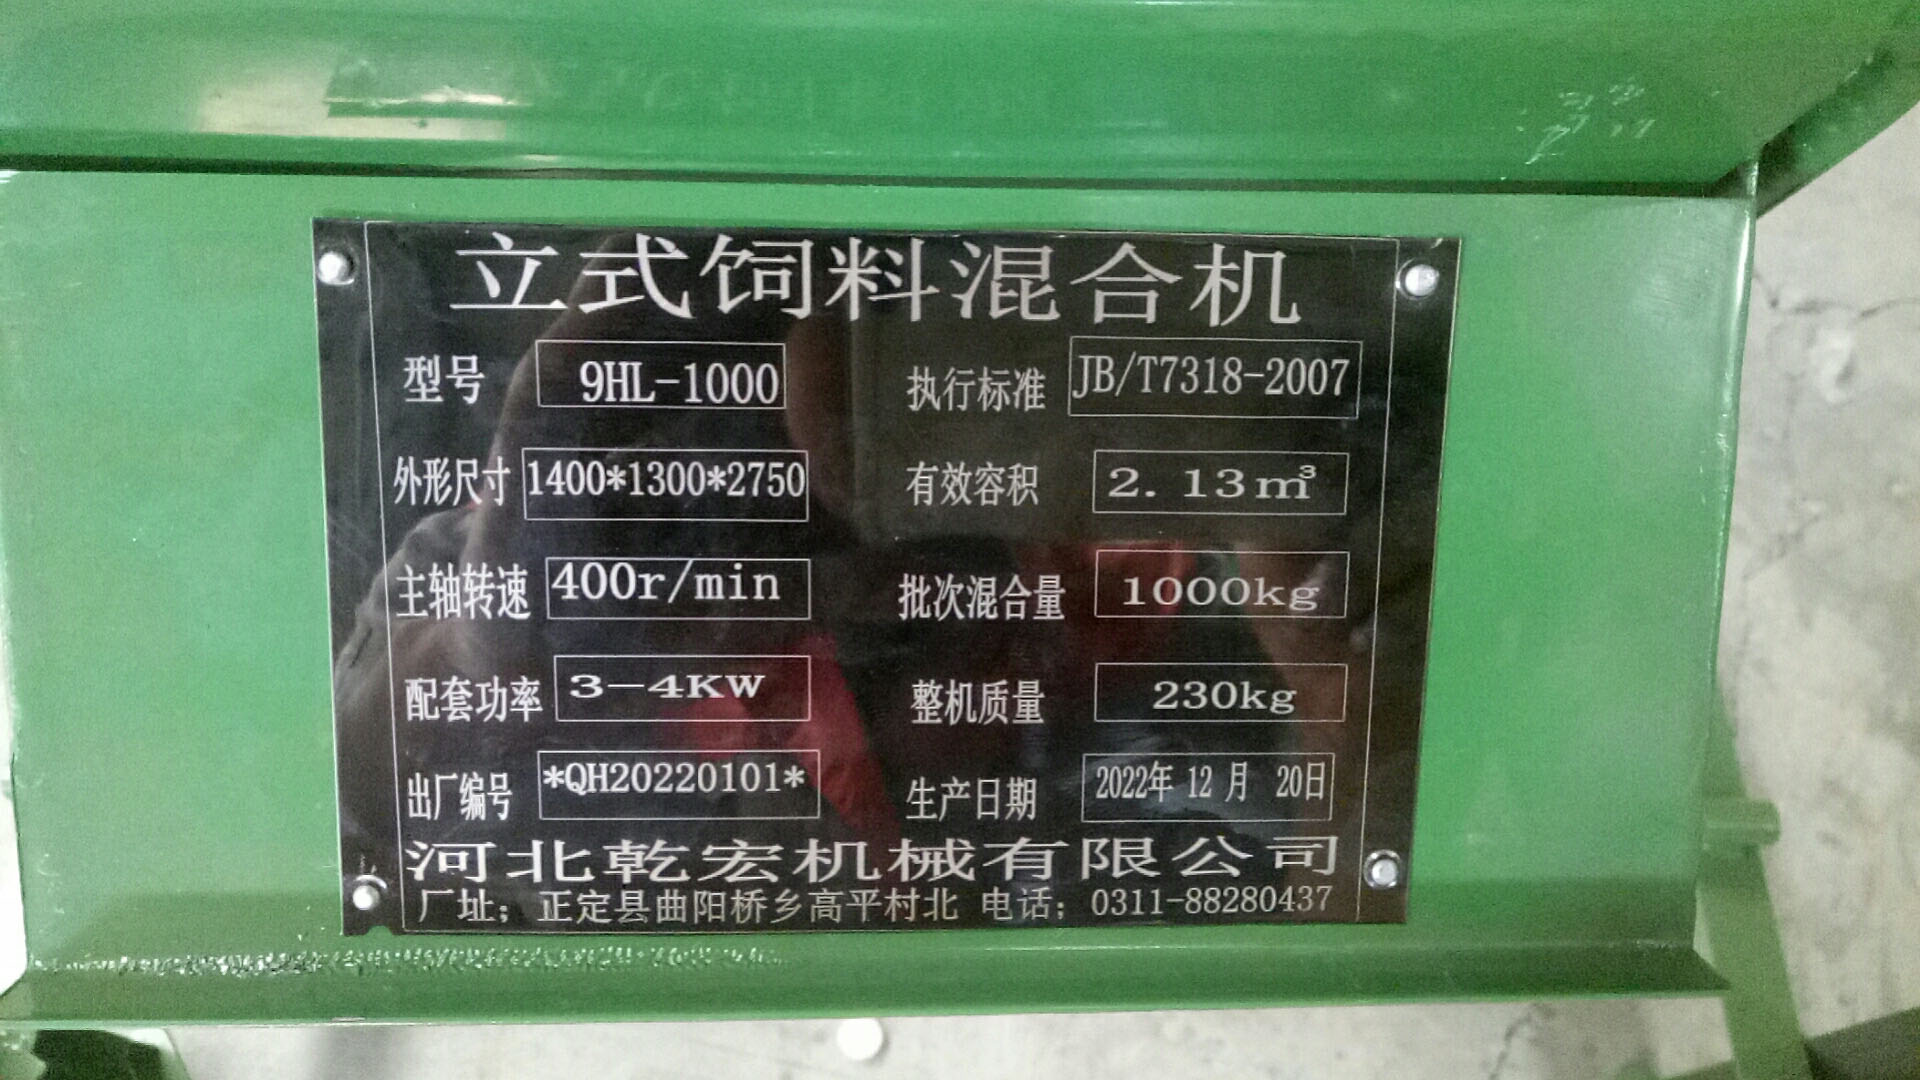 立式饲料混合机
型号 9HL-1000 执行标准 JB/T7318-2007
外形尺寸 1400*1300*2750 有效容积 2.13m³
主轴转速 400r/min 批次混合量 1000kg
配套功率 3-4KW 整机质量 230kg
出厂编号 *QH20220101* 生产日期 2022年 12月 20日
河北乾宏机械有限公司
厂址；正定县曲阳桥乡高平村北 电话；0311-88280437